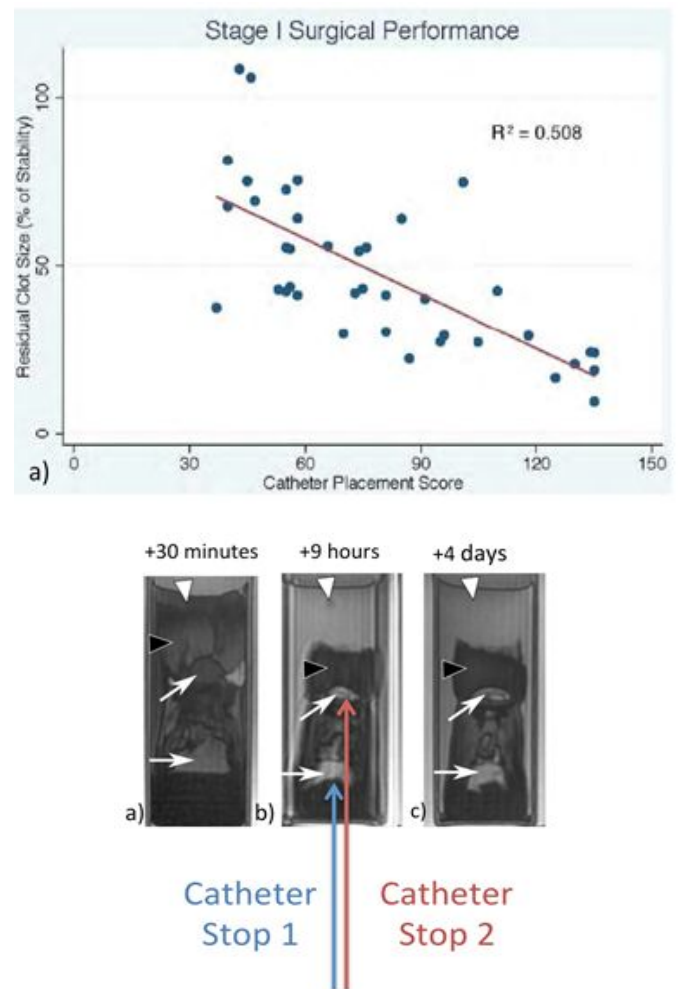 Stage I Surgical Performance
Residual Clot Size (% of Stability)
100
50
0
R² = 0.508
0 30 60 90 120 150
Catheter Placement Score
a)
+30 minutes +9 hours +4 days
a) b) c)
Catheter Catheter
Stop 1 Stop 2